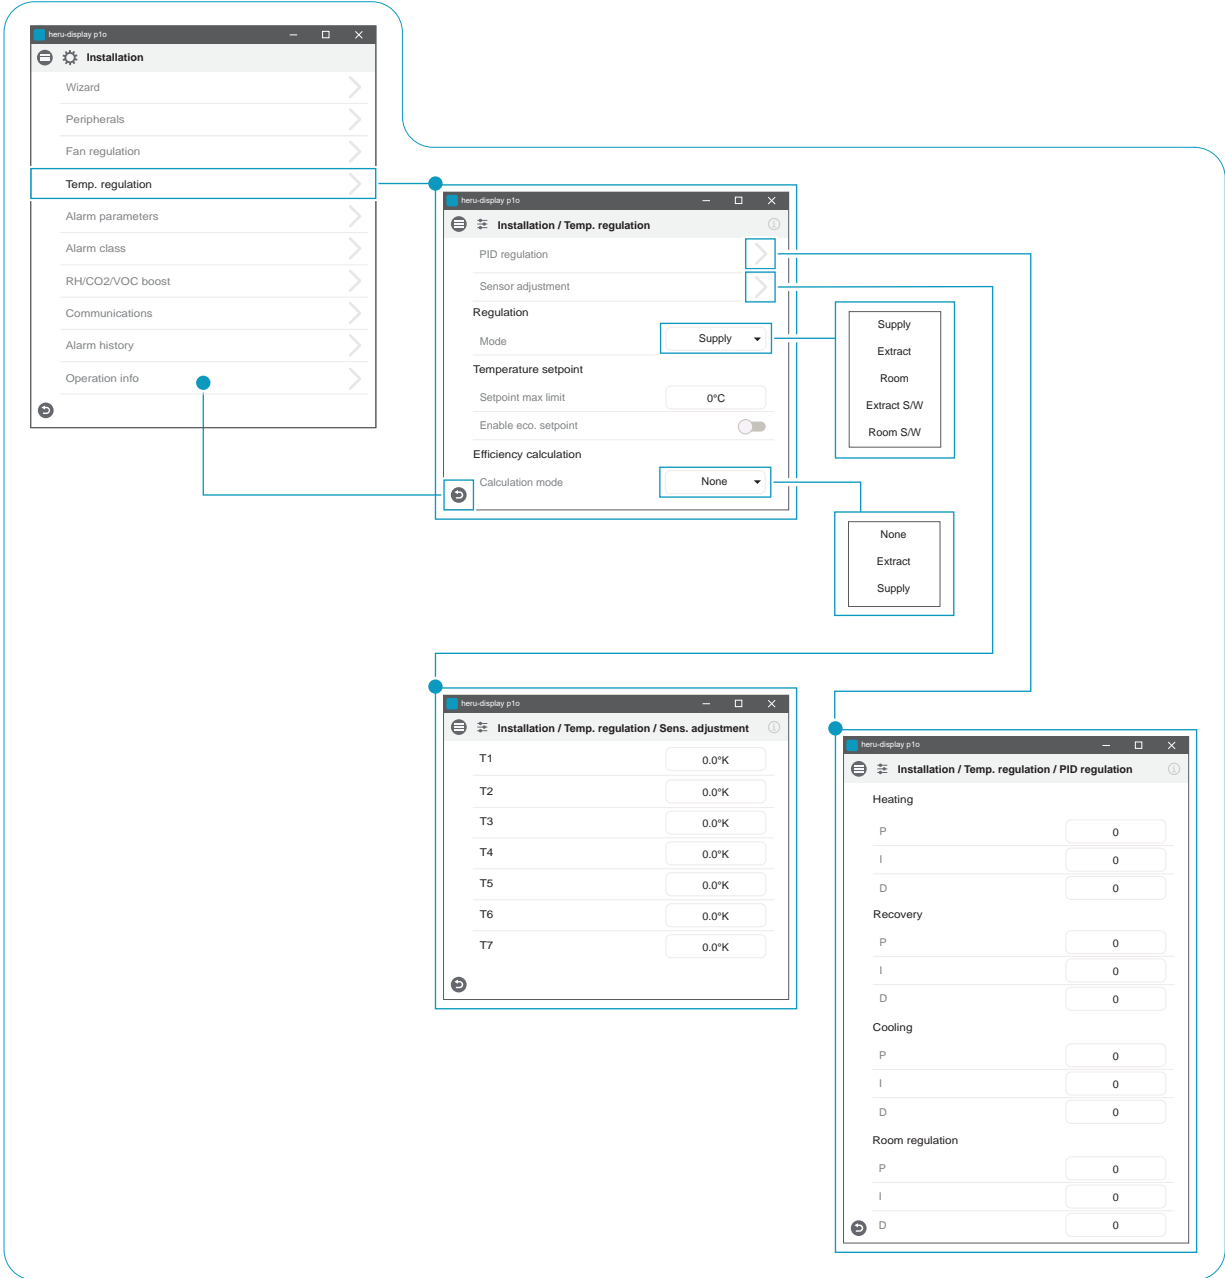 heru-display p1o
Installation
Wizard
Peripherals
Fan regulation
Temp. regulation
Alarm parameters
Alarm class
RH/CO2/VOC boost
Communications
Alarm history
Operation info
heru-display p1o
Installation / Temp. regulation
PID regulation
Sensor adjustment
Regulation
Mode Supply
Temperature setpoint
Setpoint max limit 0°C
Enable eco. setpoint
Efficiency calculation
Calculation mode None
Supply
Extract
Room
Extract S/W
Room S/W
None
Extract
Supply
heru-display p1o
Installation / Temp. regulation / Sens. adjustment
T1 0.0°K
T2 0.0°K
T3 0.0°K
T4 0.0°K
T5 0.0°K
T6 0.0°K
T7 0.0°K
heru-display p1o
Installation / Temp. regulation / PID regulation
Heating
P 0
I 0
D 0
Recovery
P 0
I 0
D 0
Cooling
P 0
I 0
D 0
Room regulation
P 0
I 0
D 0